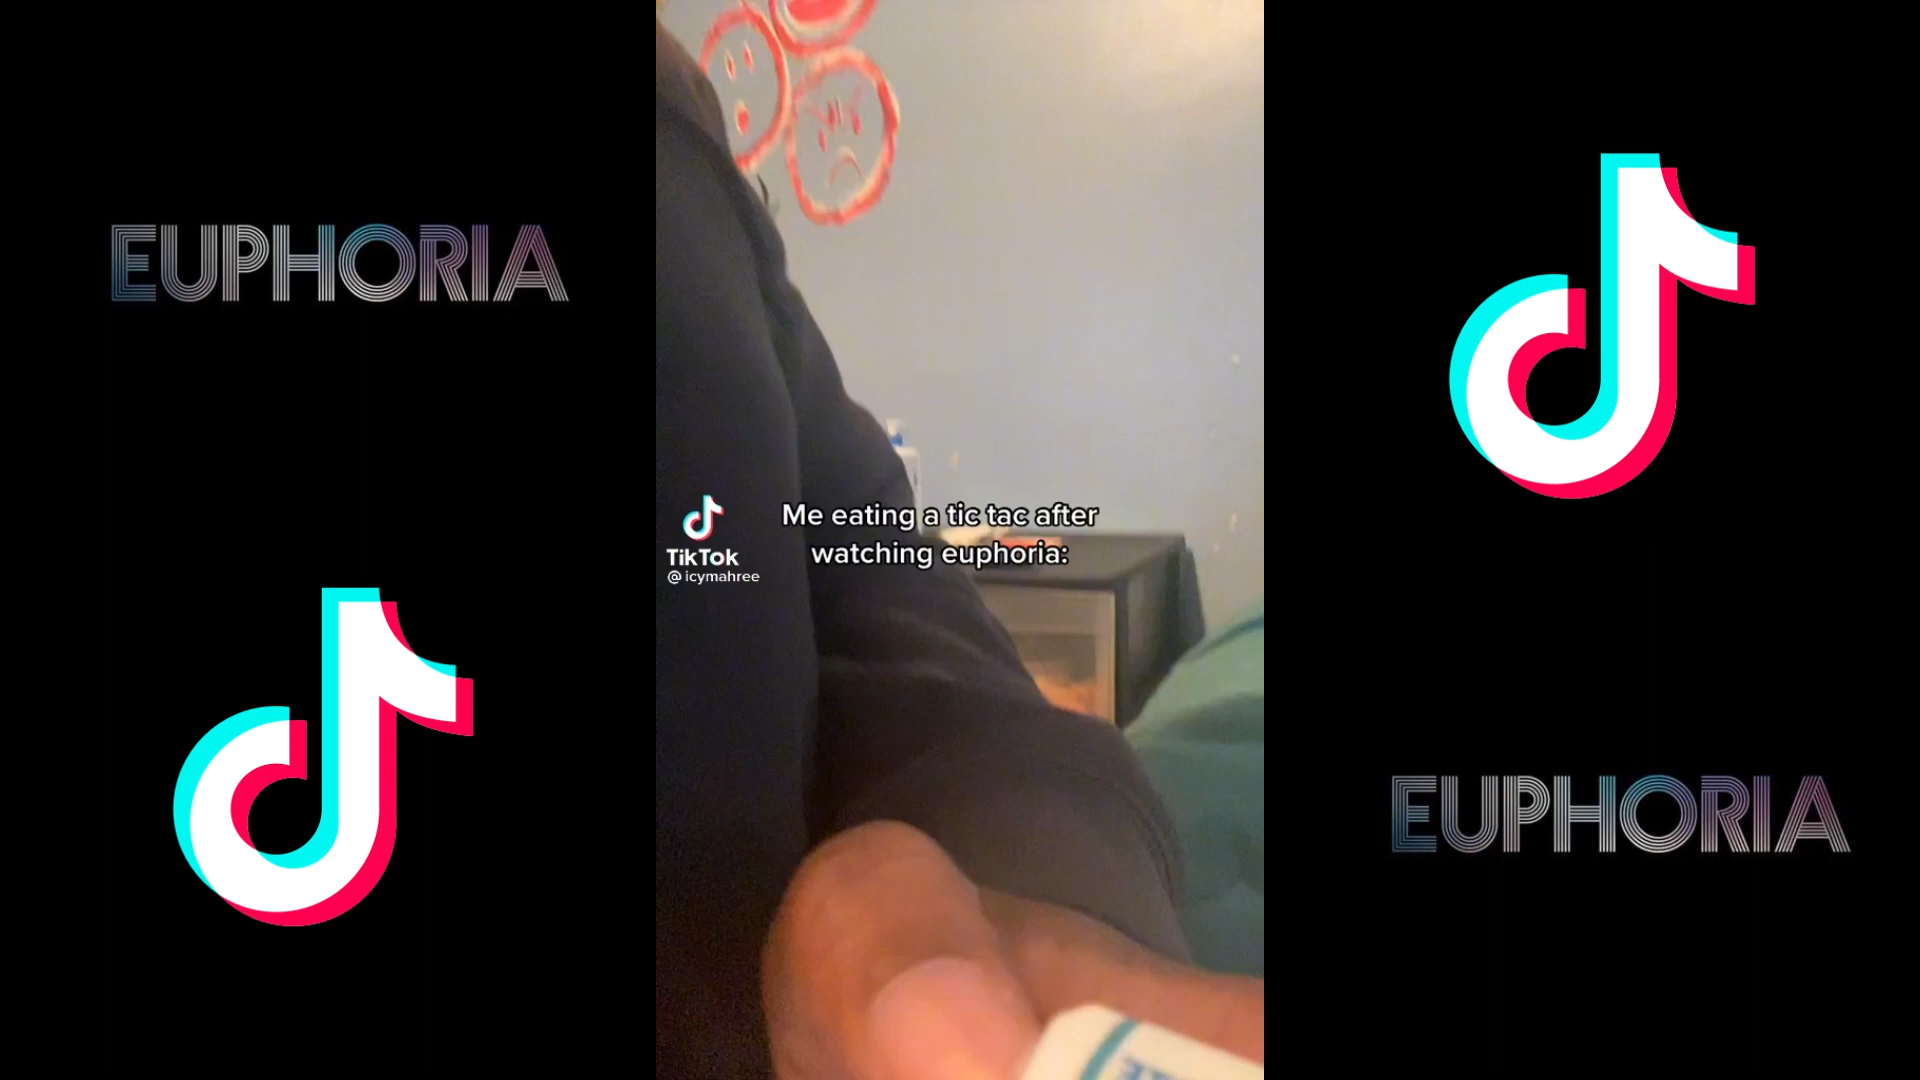 EUPHORIA
TikTok
@icymahree
Me eating a tic tac after
watching euphoria:
EUPHORIA